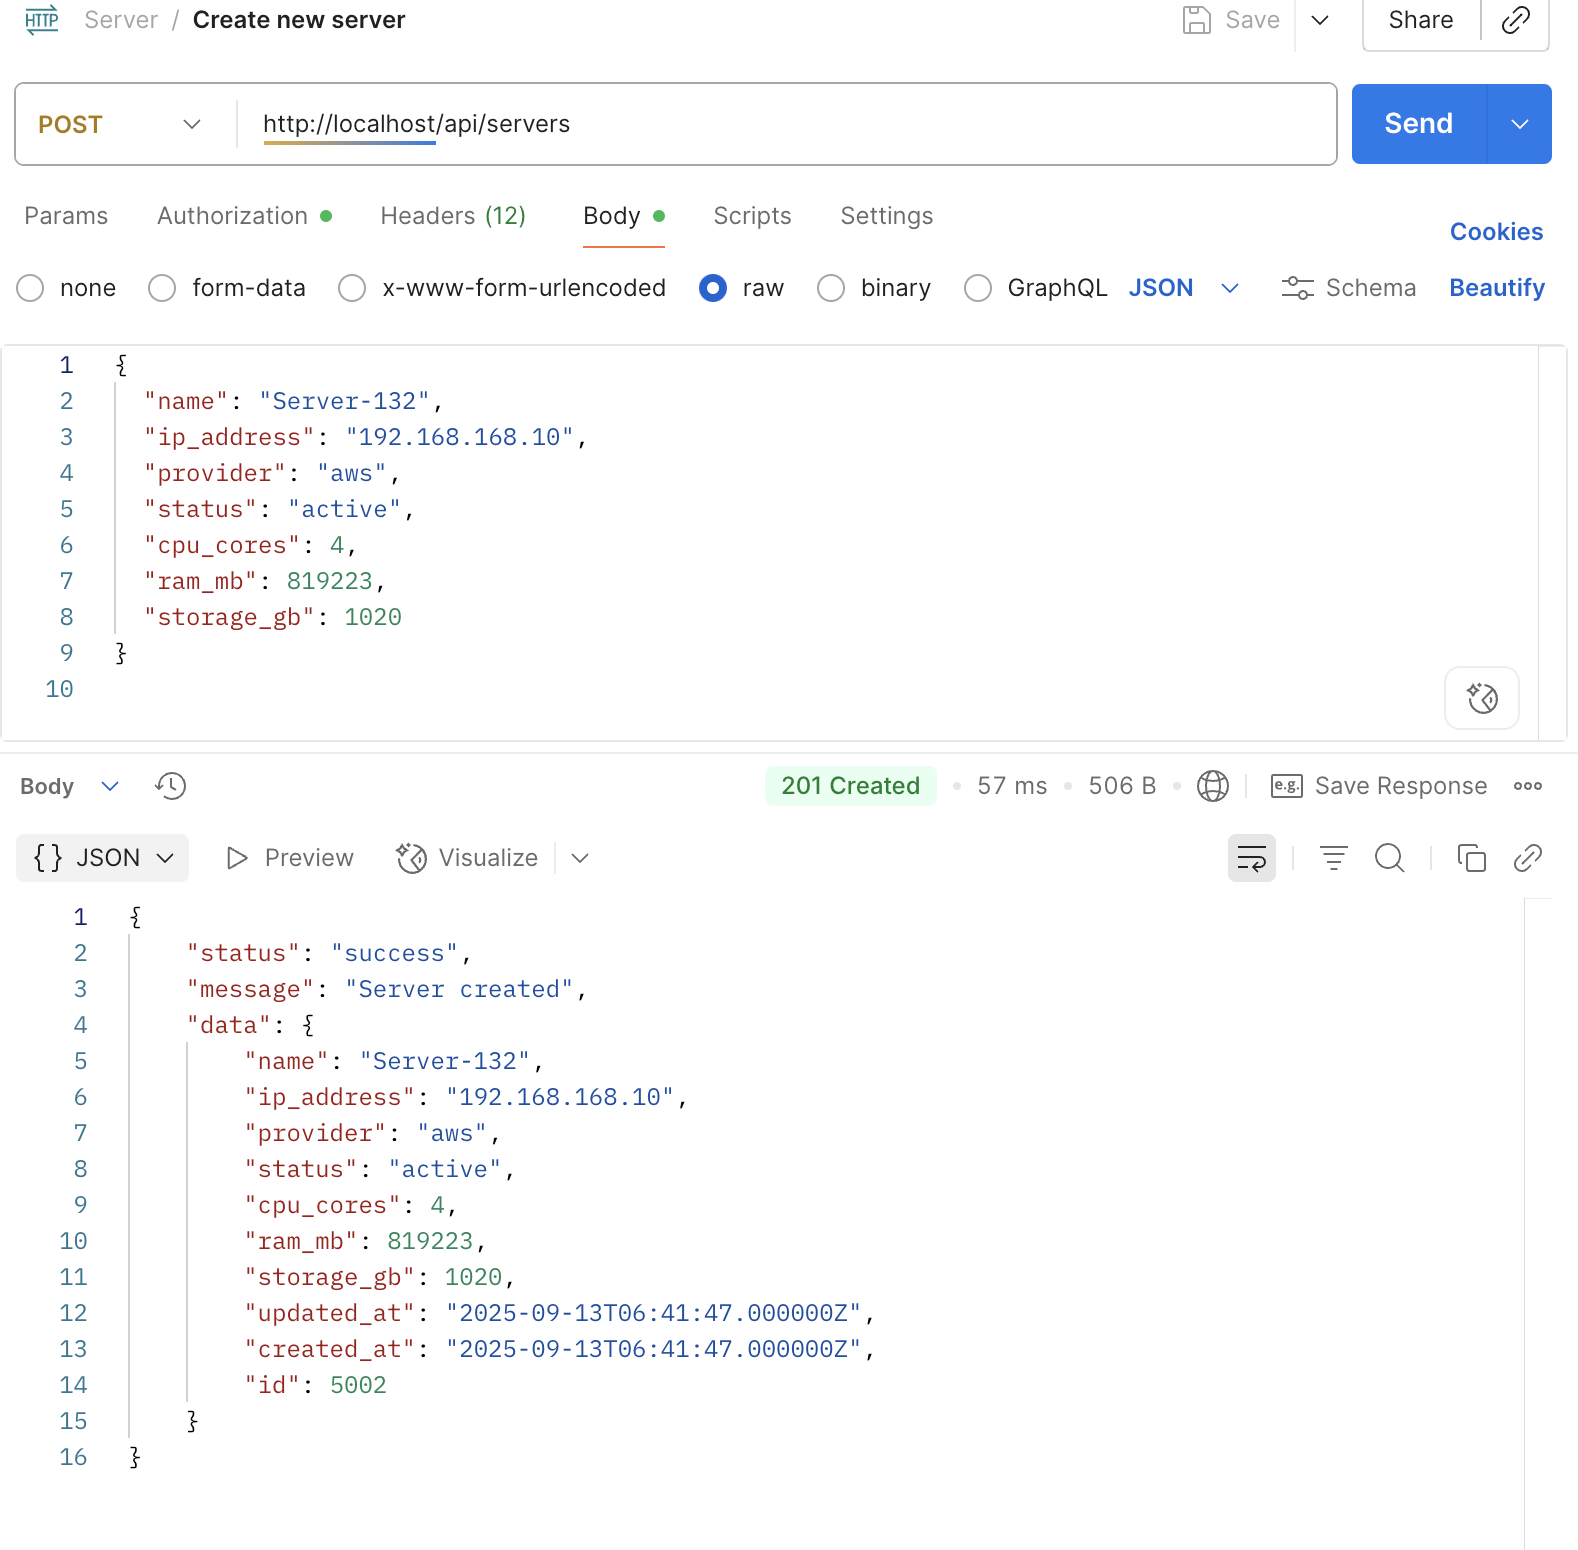 HTTP Server / Create new server Save Share
POST http://localhost/api/servers Send
Params Authorization Headers (12) Body Scripts Settings Cookies
none form-data x-www-form-urlencoded raw binary GraphQL JSON Schema Beautify
1 {
2 "name": "Server-132",
3 "ip_address": "192.168.168.10",
4 "provider": "aws",
5 "status": "active",
6 "cpu_cores": 4,
7 "ram_mb": 819223,
8 "storage_gb": 1020
9 }
10
Body 201 Created • 57 ms • 506 B • e.g. Save Response
{} JSON Preview Visualize
1 {
2 "status": "success",
3 "message": "Server created",
4 "data": {
5 "name": "Server-132",
6 "ip_address": "192.168.168.10",
7 "provider": "aws",
8 "status": "active",
9 "cpu_cores": 4,
10 "ram_mb": 819223,
11 "storage_gb": 1020,
12 "updated_at": "2025-09-13T06:41:47.000000Z",
13 "created_at": "2025-09-13T06:41:47.000000Z",
14 "id": 5002
15 }
16 }